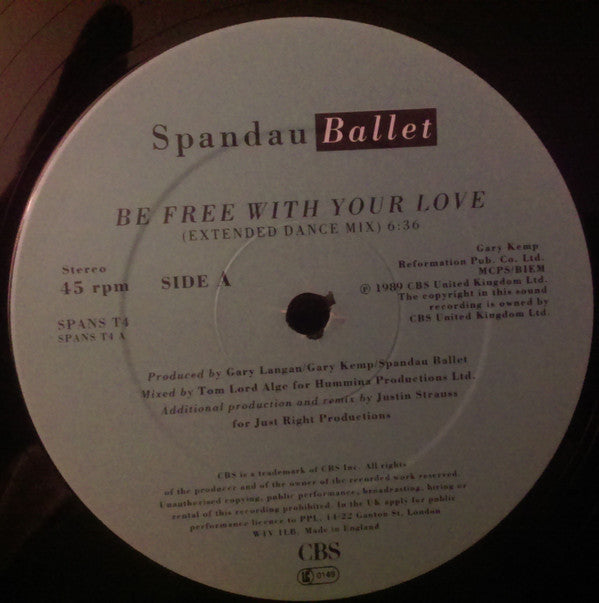 Spandau Ballet
BE FREE WITH YOUR LOVE
(EXTENDED DANCE MIX) 6:36
Gary Kemp
Reformation Pub. Co. Ltd.
MCPS/BIEM
Stereo
45 rpm
SIDE A
℗ 1989 CBS United Kingdom Ltd.
The copyright in this sound
recording is owned by
CBS United Kingdom Ltd.
SPANS T4
SPANS T4 A
Produced by Gary Langan/Gary Kemp/Spandau Ballet
Mixed by Tom Lord Alge for Hummina Productions Ltd.
Additional production and remix by Justin Strauss
for Just Right Productions
CBS is a trademark of CBS Inc. All rights
of the producer and of the owner of the recorded work reserved.
Unauthorised copying, public performance, broadcasting, hiring or
rental of this recording prohibited. In the UK apply for public
performance licence to PPL, 14-22 Ganton St, London
W1V 1LB. Made in England
CBS
LC 0149